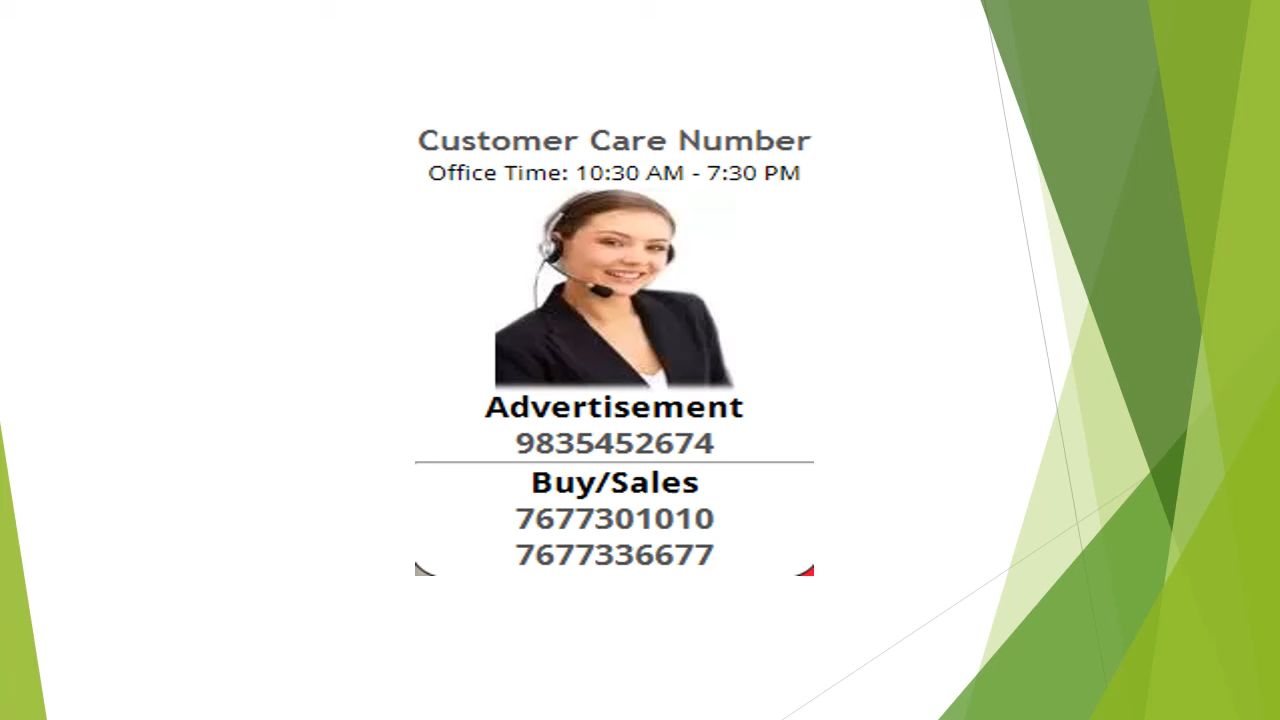 Customer Care Number
Office Time: 10:30 AM - 7:30 PM
Advertisement
9835452674
Buy/Sales
7677301010
7677336677